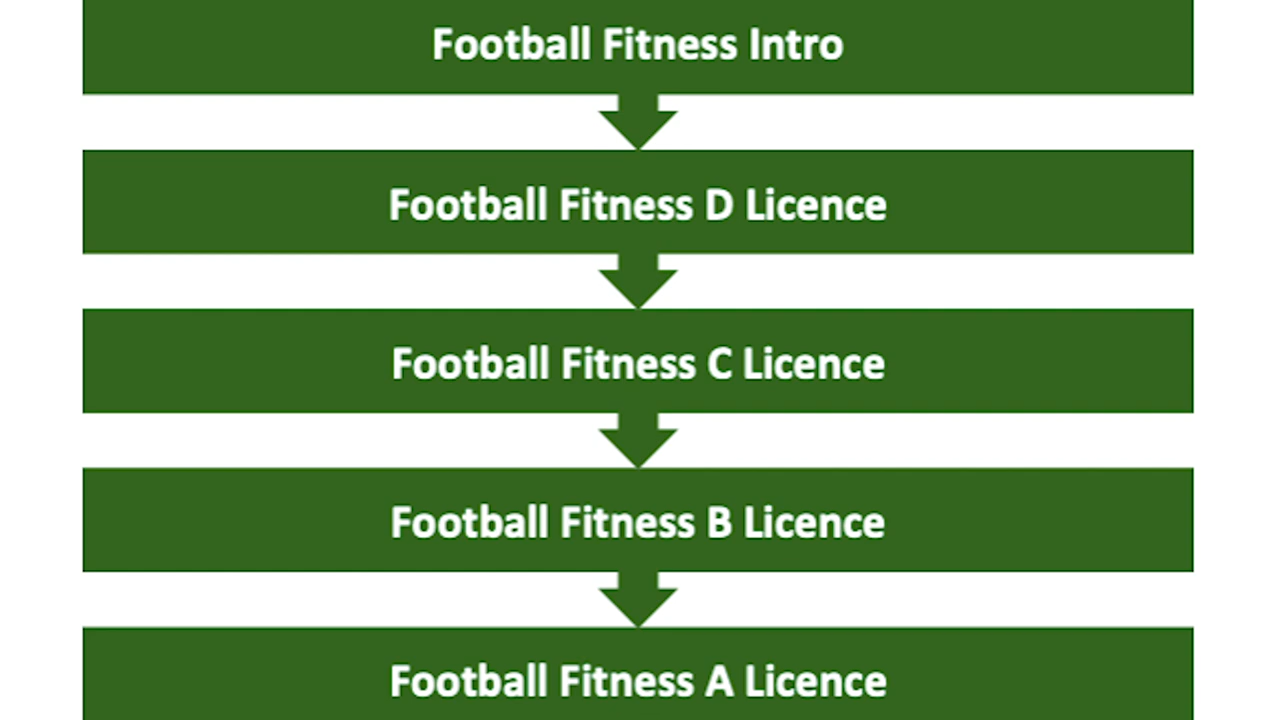 Football Fitness Intro
Football Fitness D Licence
Football Fitness C Licence
Football Fitness B Licence
Football Fitness A Licence